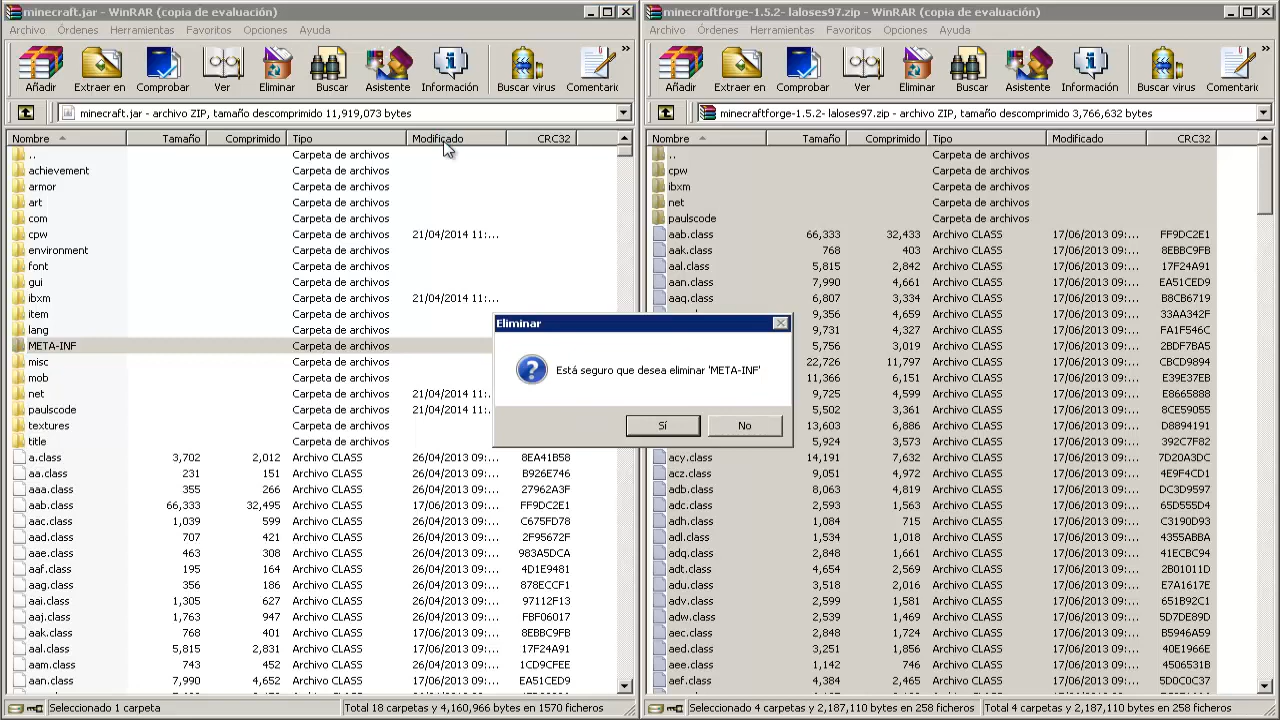 minecraft.jar - WinRAR (copia de evaluación)
Archivo Órdenes Herramientas Favoritos Opciones Ayuda
Añadir Extraer en Comprobar Ver Eliminar Buscar Asistente Información Buscar virus Comentario
minecraft.jar - archivo ZIP, tamaño descomprimido 11,919,073 bytes
Nombre Tamaño Comprimido Tipo Modificado CRC32
.. Carpeta de archivos
achievement Carpeta de archivos
armor Carpeta de archivos
art Carpeta de archivos
com Carpeta de archivos
cpw Carpeta de archivos 21/04/2014 11:...
environment Carpeta de archivos
font Carpeta de archivos
gui Carpeta de archivos
ibxm Carpeta de archivos 21/04/2014 11:...
item Carpeta de archivos
lang Carpeta de archivos
META-INF Carpeta de archivos
misc Carpeta de archivos
mob Carpeta de archivos
net Carpeta de archivos 21/04/2014 11:
paulscode Carpeta de archivos 21/04/2014 11:
textures Carpeta de archivos
title Carpeta de archivos
a.class 3,702 2,012 Archivo CLASS 26/04/2013 09:... 8EA41B58
aa.class 231 151 Archivo CLASS 26/04/2013 09:... B926E746
aaa.class 355 266 Archivo CLASS 26/04/2013 09:... 27962A3F
aab.class 66,333 32,495 Archivo CLASS 17/06/2013 09:... FF9DC2E1
aac.class 1,039 599 Archivo CLASS 26/04/2013 09:... C675FD78
aad.class 707 421 Archivo CLASS 26/04/2013 09:... 2F95672F
aae.class 463 308 Archivo CLASS 26/04/2013 09:... 983A5DCA
aaf.class 195 164 Archivo CLASS 26/04/2013 09:... 4D1E9481
aag.class 356 186 Archivo CLASS 26/04/2013 09:... 878ECCF1
aai.class 1,305 627 Archivo CLASS 26/04/2013 09:... 97112F13
aaj.class 1,763 947 Archivo CLASS 26/04/2013 09:... FBF06017
aak.class 768 401 Archivo CLASS 17/06/2013 09:... 8EBBC9FB
aal.class 5,815 2,831 Archivo CLASS 17/06/2013 09:... 17F24A91
aam.class 743 452 Archivo CLASS 26/04/2013 09:... 1CD9CFEE
aan.class 7,990 4,652 Archivo CLASS 17/06/2013 09:... EA51CED9
Seleccionado 1 carpeta Total 18 carpetas y 4,160,966 bytes en 1570 ficheros
minecraftforge-1.5.2- laloses97.zip - WinRAR (copia de evaluación)
Archivo Órdenes Herramientas Favoritos Opciones Ayuda
Añadir Extraer en Comprobar Ver Eliminar Buscar Asistente Información Buscar virus Comentario
minecraftforge-1.5.2- laloses97.zip - archivo ZIP, tamaño descomprimido 3,766,632 bytes
Nombre Tamaño Comprimido Tipo Modificado CRC32
.. Carpeta de archivos
cpw Carpeta de archivos
ibxm Carpeta de archivos
net Carpeta de archivos
paulscode Carpeta de archivos
aab.class 66,333 32,433 Archivo CLASS 17/06/2013 09:... FF9DC2E1
aak.class 768 403 Archivo CLASS 17/06/2013 09:... 8EBBC9FB
aal.class 5,815 2,842 Archivo CLASS 17/06/2013 09:... 17F24A91
aan.class 7,990 4,661 Archivo CLASS 17/06/2013 09:... EA51CED9
aaq.class 6,807 3,334 Archivo CLASS 17/06/2013 09:... B8CB6719
9,356 4,659 Archivo CLASS 17/06/2013 09:... 33AA3F2F
9,731 4,327 Archivo CLASS 17/06/2013 09:... FA1F546C
5,756 3,019 Archivo CLASS 17/06/2013 09:... 2BDF7BA5
22,726 11,797 Archivo CLASS 17/06/2013 09:... CBCD9894
11,366 6,151 Archivo CLASS 17/06/2013 09:... E39E37EB
9,725 4,599 Archivo CLASS 17/06/2013 09:... E8665888
5,502 3,361 Archivo CLASS 17/06/2013 09:... 8CE59055
13,603 6,886 Archivo CLASS 17/06/2013 09:... D8894191
5,924 3,573 Archivo CLASS 17/06/2013 09:... 392C7F82
acy.class 14,191 7,632 Archivo CLASS 17/06/2013 09:... 7D20A3DC
acz.class 9,051 4,972 Archivo CLASS 17/06/2013 09:... 4E9F4CD1
adb.class 8,063 4,819 Archivo CLASS 17/06/2013 09:... DC3D9597
adc.class 2,593 1,563 Archivo CLASS 17/06/2013 09:... 65D555D4
adh.class 1,084 715 Archivo CLASS 17/06/2013 09:... C3190D93
adl.class 1,534 1,018 Archivo CLASS 17/06/2013 09:... 4355ABBA
adq.class 2,848 1,661 Archivo CLASS 17/06/2013 09:... 41ECBC94
adt.class 4,654 2,569 Archivo CLASS 17/06/2013 09:... 2B01011D
adu.class 3,518 2,016 Archivo CLASS 17/06/2013 09:... E7A1617E
adv.class 2,599 1,581 Archivo CLASS 17/06/2013 09:... 651B92C1
adw.class 2,539 1,469 Archivo CLASS 17/06/2013 09:... 5D7DE89D
aec.class 2,848 1,724 Archivo CLASS 17/06/2013 09:... B5946A59
aed.class 3,251 1,856 Archivo CLASS 17/06/2013 09:... 40E1966E
aee.class 1,142 746 Archivo CLASS 17/06/2013 09:... 4506531B
aef.class 4,384 2,465 Archivo CLASS 17/06/2013 09:... 5D0C0C37
Seleccionado 4 carpetas y 2,187,110 bytes en 258 ficheros Total 4 carpetas y 2,187,110 bytes en 258 ficheros
Eliminar
Está seguro que desea eliminar 'META-INF'
Sí No